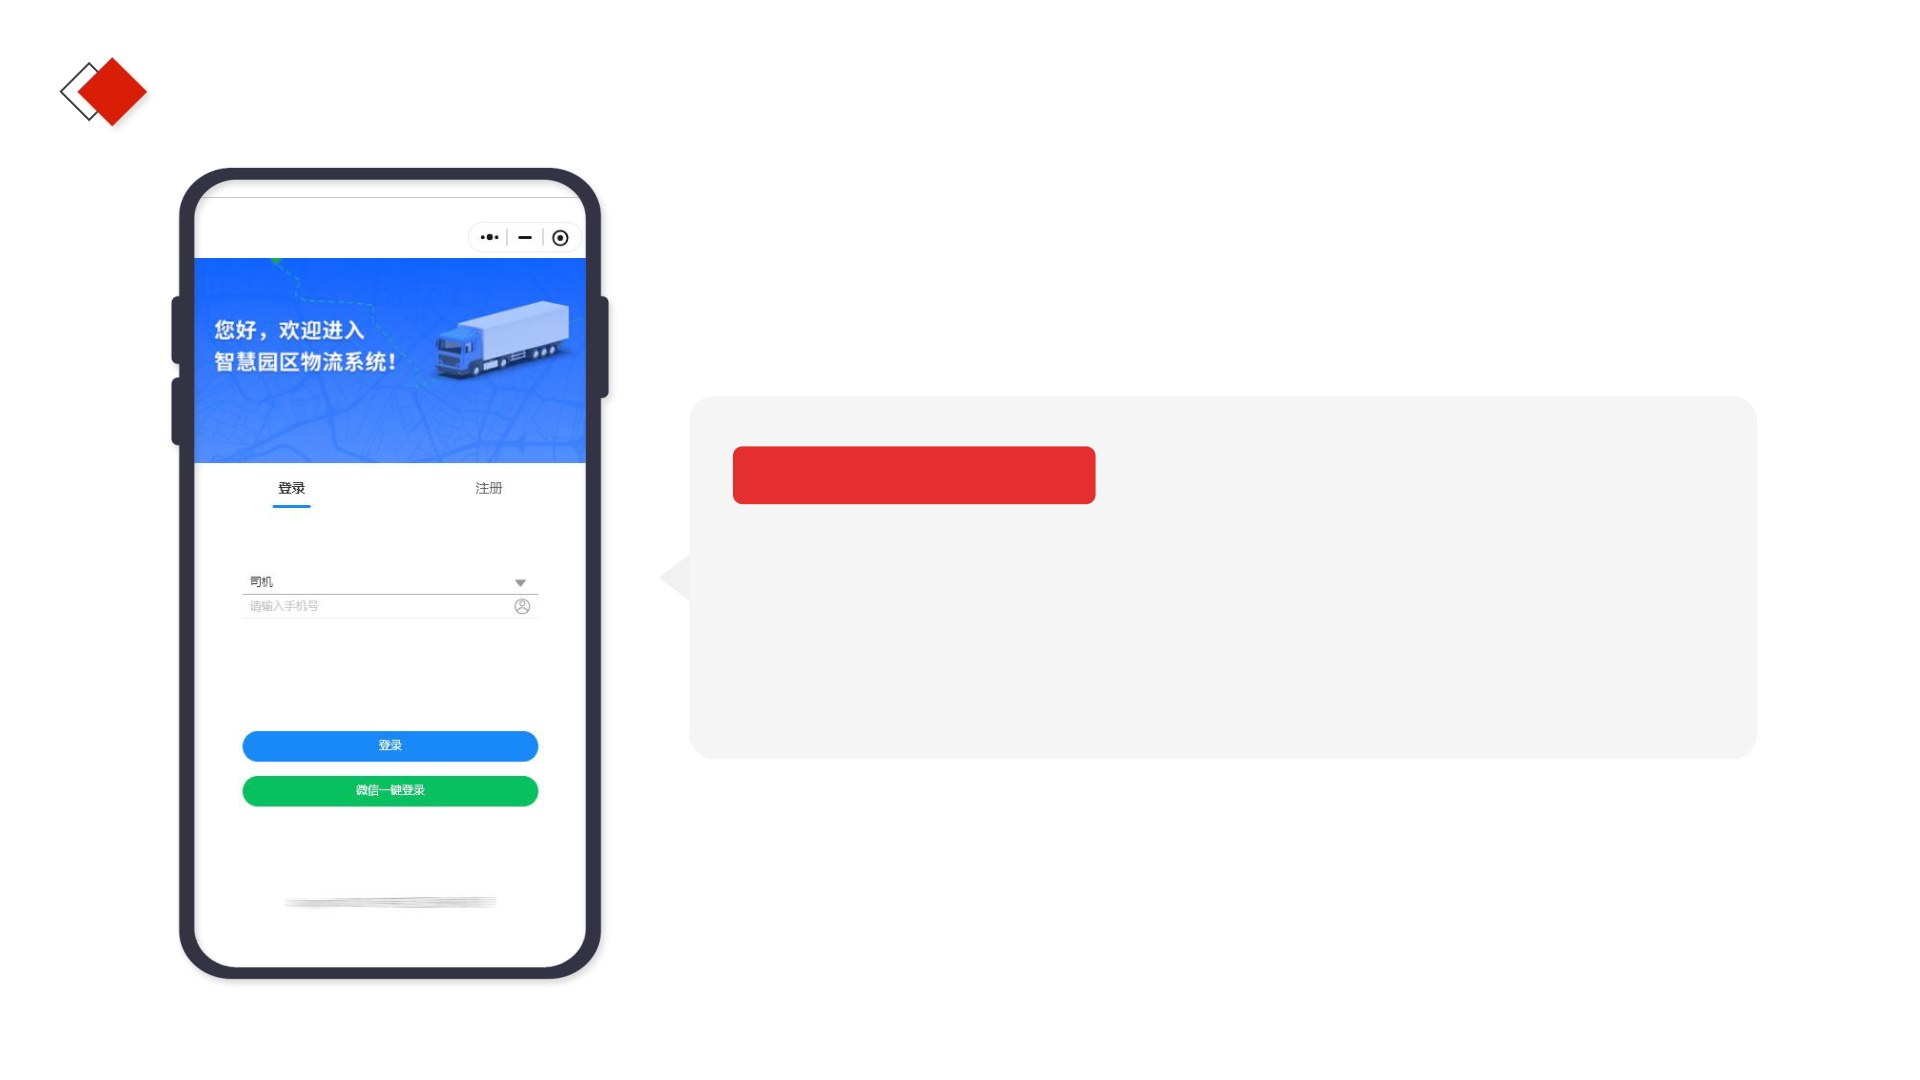 您好，欢迎进入
智慧园区物流系统！
登录
注册
司机
请输入手机号
登录
微信一键登录